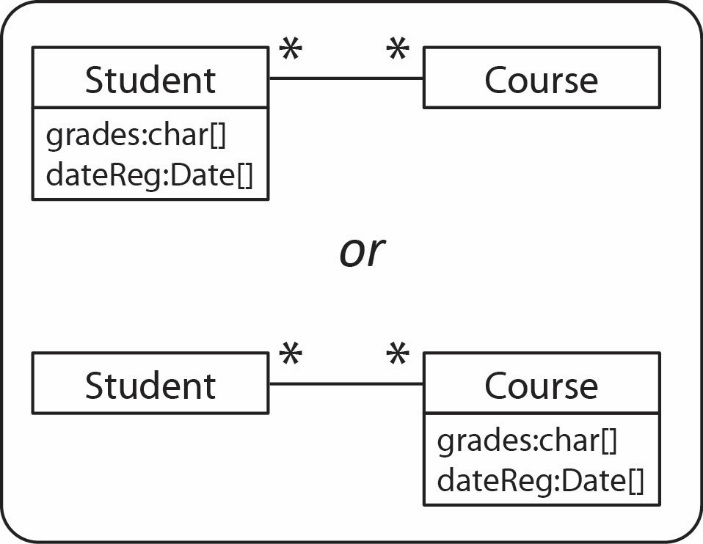 * *
Student Course
grades:char[]
dateReg:Date[]
or
* *
Student Course
grades:char[]
dateReg:Date[]